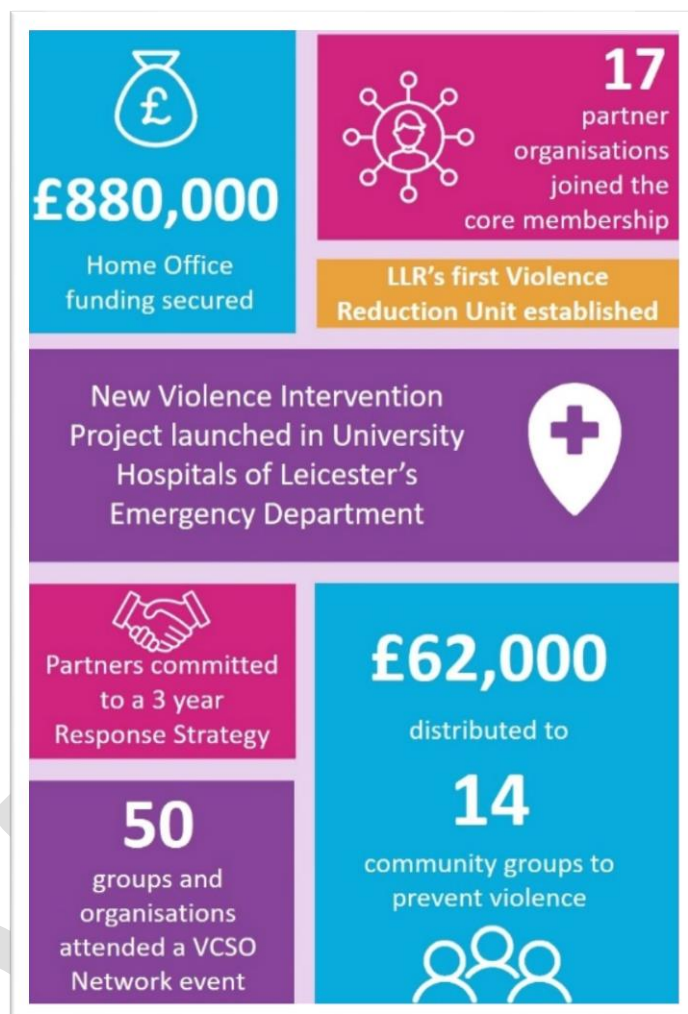 £
£880,000
Home Office
funding secured
17
partner
organisations
joined the
core membership
LLR's first Violence
Reduction Unit established
New Violence Intervention
Project launched in University
Hospitals of Leicester's
Emergency Department
Partners committed
to a 3 year
Response Strategy
50
groups and
organisations
attended a VCSO
Network event
£62,000
distributed to
14
community groups to
prevent violence